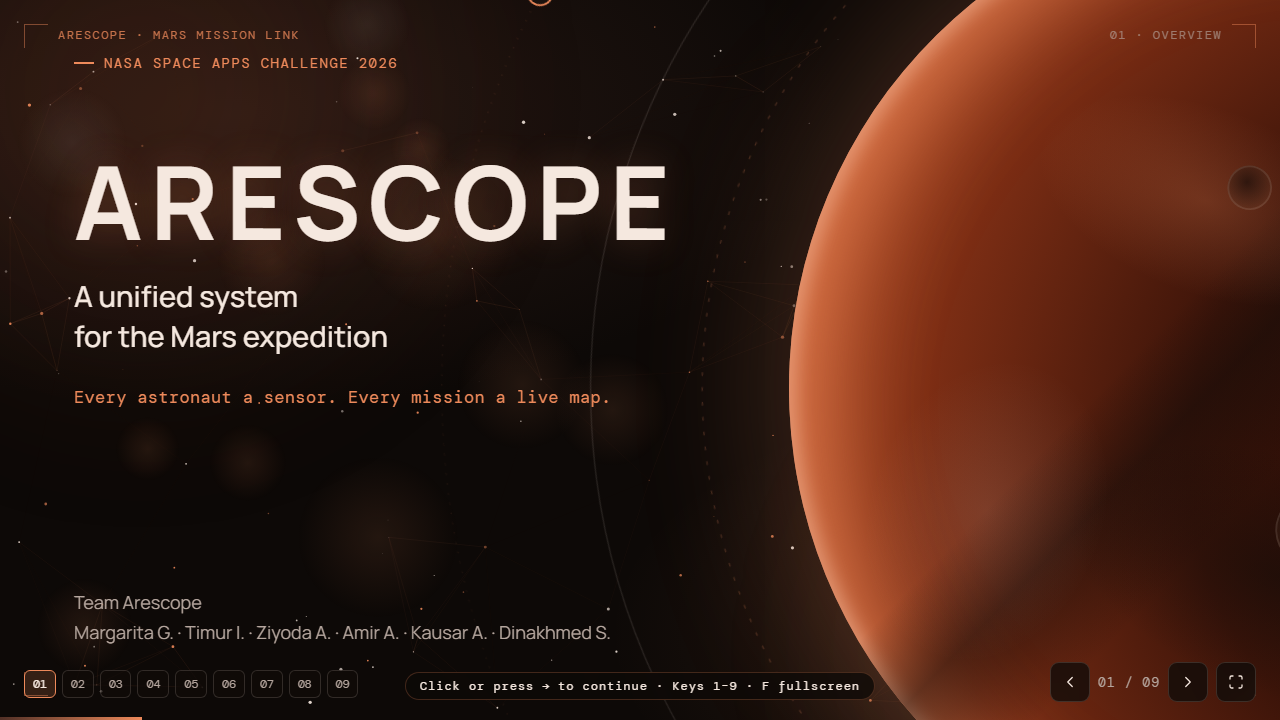 ARESCOPE · MARS MISSION LINK
01 · OVERVIEW
NASA SPACE APPS CHALLENGE 2026
ARESCOPE
A unified system
for the Mars expedition
Every astronaut a sensor. Every mission a live map.
Team Arescope
Margarita G. · Timur I. · Ziyoda A. · Amir A. · Kausar A. · Dinakhmed S.
01 02 03 04 05 06 07 08 09
Click or press → to continue · Keys 1–9 · F fullscreen
01 / 09